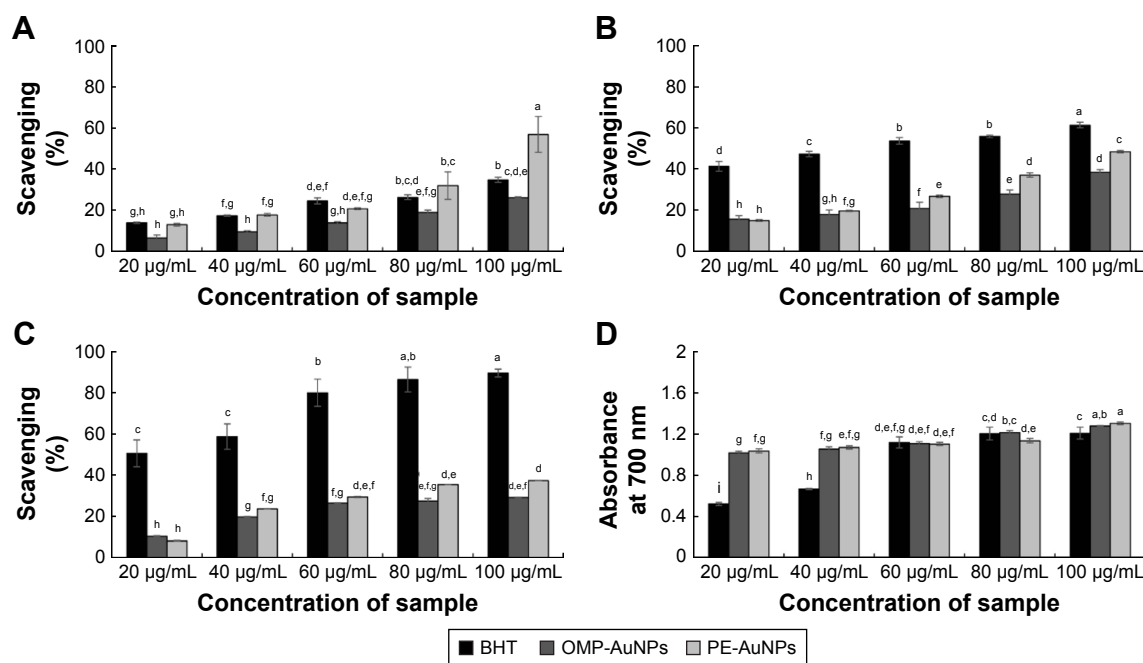 A
Scavenging
(%)
100
80
60
40
20
0
g,h
h
g,h
f,g
h
f,g
d,e,f
g,h
d,e,f,g
b,c,d
e,f,g
b,c
b
c,d,e
a
20 µg/mL 40 µg/mL 60 µg/mL 80 µg/mL 100 µg/mL
Concentration of sample
B
Scavenging
(%)
100
80
60
40
20
0
d
h
h
c
g,h
f,g
b
f
e
b
e
d
a
d
c
20 µg/mL 40 µg/mL 60 µg/mL 80 µg/mL 100 µg/mL
Concentration of sample
C
Scavenging
(%)
100
80
60
40
20
0
c
h
h
c
g
f,g
b
f,g
d,e,f
a,b
e,f,g
d,e
a
d,e,f
d
20 µg/mL 40 µg/mL 60 µg/mL 80 µg/mL 100 µg/mL
Concentration of sample
D
Absorbance
at 700 nm
2
1.6
1.2
0.8
0.4
0
i
g
f,g
h
f,g
e,f,g
d,e,f,g
d,e,f
d,e,f
c,d
b,c
d,e
c
a,b
a
20 µg/mL 40 µg/mL 60 µg/mL 80 µg/mL 100 µg/mL
Concentration of sample
BHT OMP-AuNPs PE-AuNPs